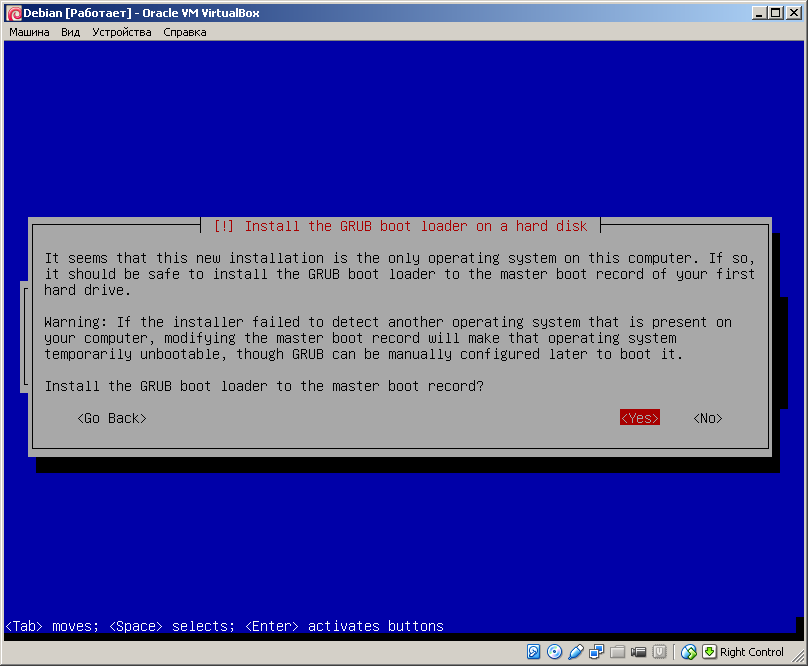 Debian [Работает] - Oracle VM VirtualBox
Машина Вид Устройства Справка
[!] Install the GRUB boot loader on a hard disk
It seems that this new installation is the only operating system on this computer. If so,
it should be safe to install the GRUB boot loader to the master boot record of your first
hard drive.
Warning: If the installer failed to detect another operating system that is present on
your computer, modifying the master boot record will make that operating system
temporarily unbootable, though GRUB can be manually configured later to boot it.
Install the GRUB boot loader to the master boot record?
<Go Back> <Yes> <No>
<Tab> moves; <Space> selects; <Enter> activates buttons
Right Control